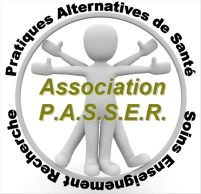 Pratiques Alternatives de Santé
Association
P.A.S.S.E.R.
Soins Enseignement Recherche